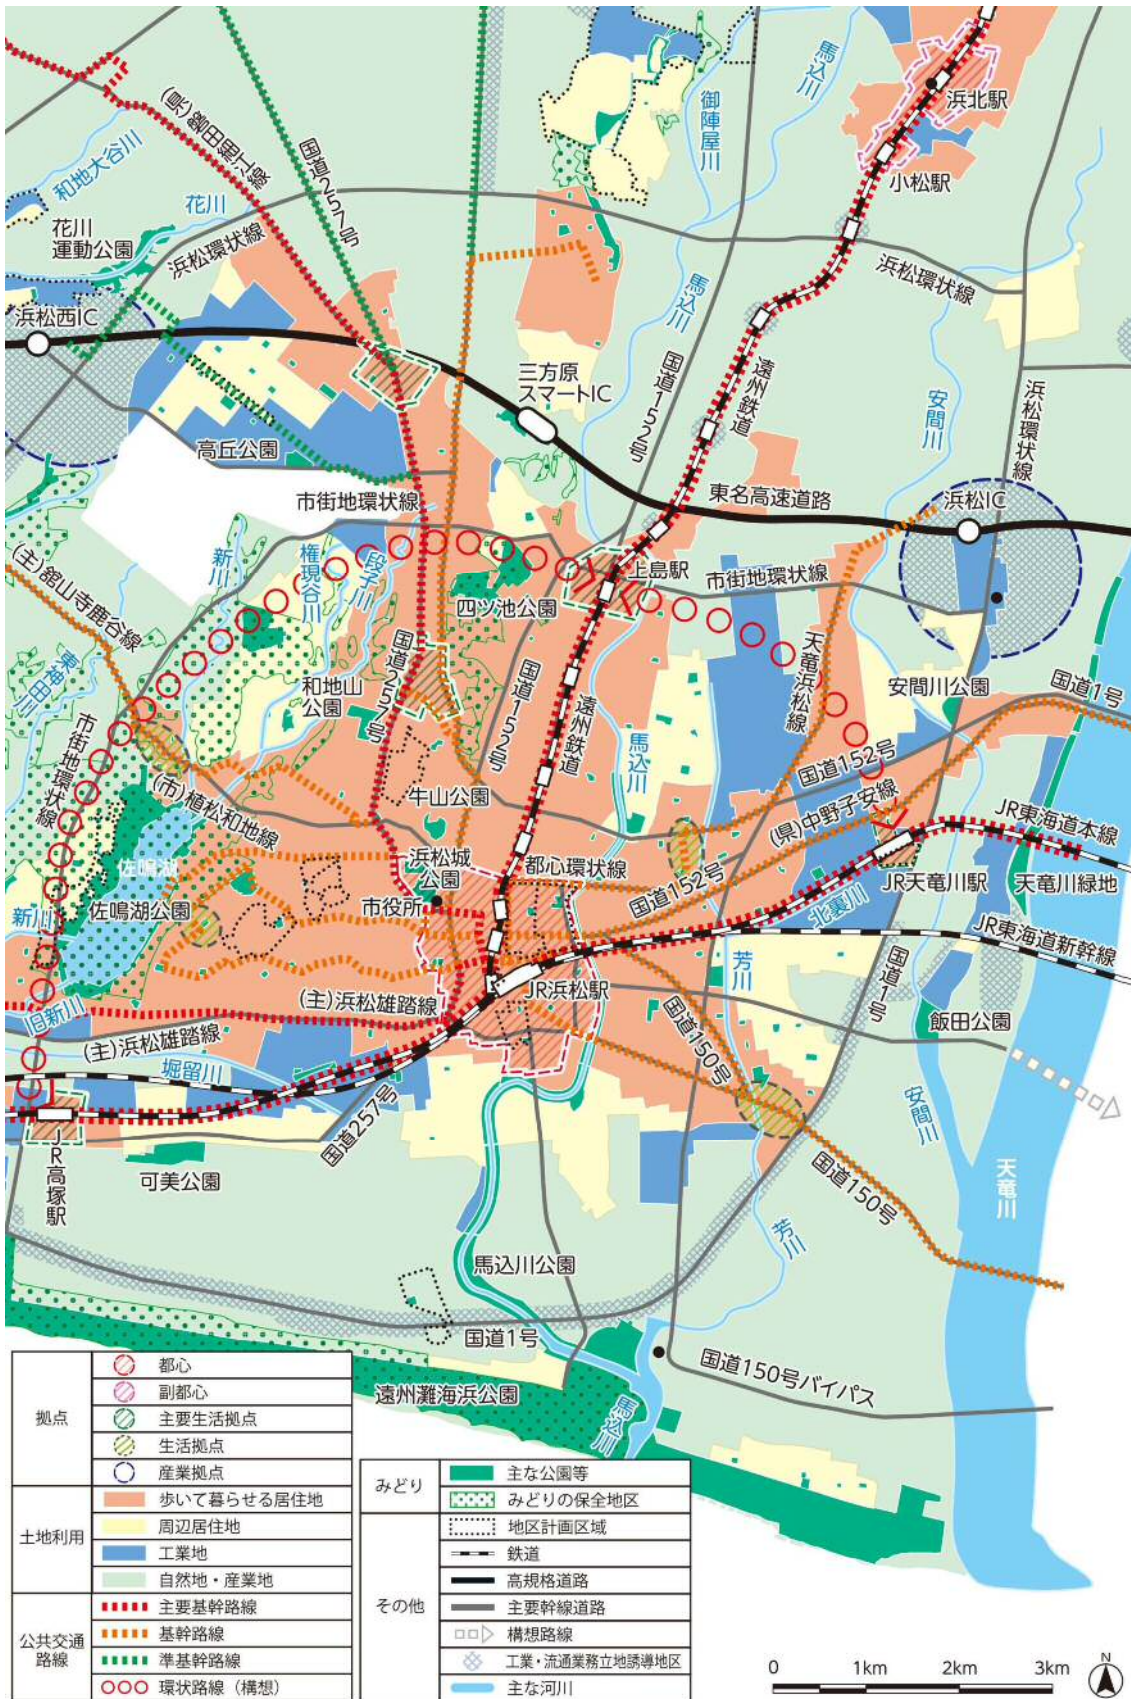 浜北駅
小松駅
馬込川
馬込川
御陣屋川
(県)磐田細江線
国道257号
和地大谷川
花川
花川
運動公園
浜松環状線
浜松環状線
浜松西IC
三方原
スマートIC
国道152号
遠州鉄道
安間川
浜松環状線
高丘公園
市街地環状線
東名高速道路
浜松IC
新川
権現谷川
段子川
上島駅
市街地環状線
(主)舘山寺鹿谷線
四ツ池公園
東神田川
国道257号
和地山
公園
国道152号
遠州鉄道
馬込川
天竜浜松線
安間川公園
国道1号
市街地環状線
(市)植松和地線
牛山公園
国道152号
(県)中野子安線
JR東海道本線
佐鳴湖
浜松城
公園
都心環状線
国道152号
JR天竜川駅
天竜川緑地
新川
佐鳴湖公園
市役所
北裏川
JR東海道新幹線
旧新川
(主)浜松雄踏線
JR浜松駅
芳川
国道1号
飯田公園
(主)浜松雄踏線
堀留川
国道150号
安間川
国道257号
JR高塚駅
可美公園
国道150号
天竜川
芳川
馬込川公園
国道1号
遠州灘海浜公園
馬込川
国道150号バイパス
拠点
都心
副都心
主要生活拠点
生活拠点
産業拠点
土地利用
歩いて暮らせる居住地
周辺居住地
工業地
自然地・産業地
公共交通
路線
主要基幹路線
基幹路線
準基幹路線
環状路線（構想）
みどり
主な公園等
みどりの保全地区
その他
地区計画区域
鉄道
高規格道路
主要幹線道路
構想路線
工業・流通業務立地誘導地区
主な河川
0 1km 2km 3km
N